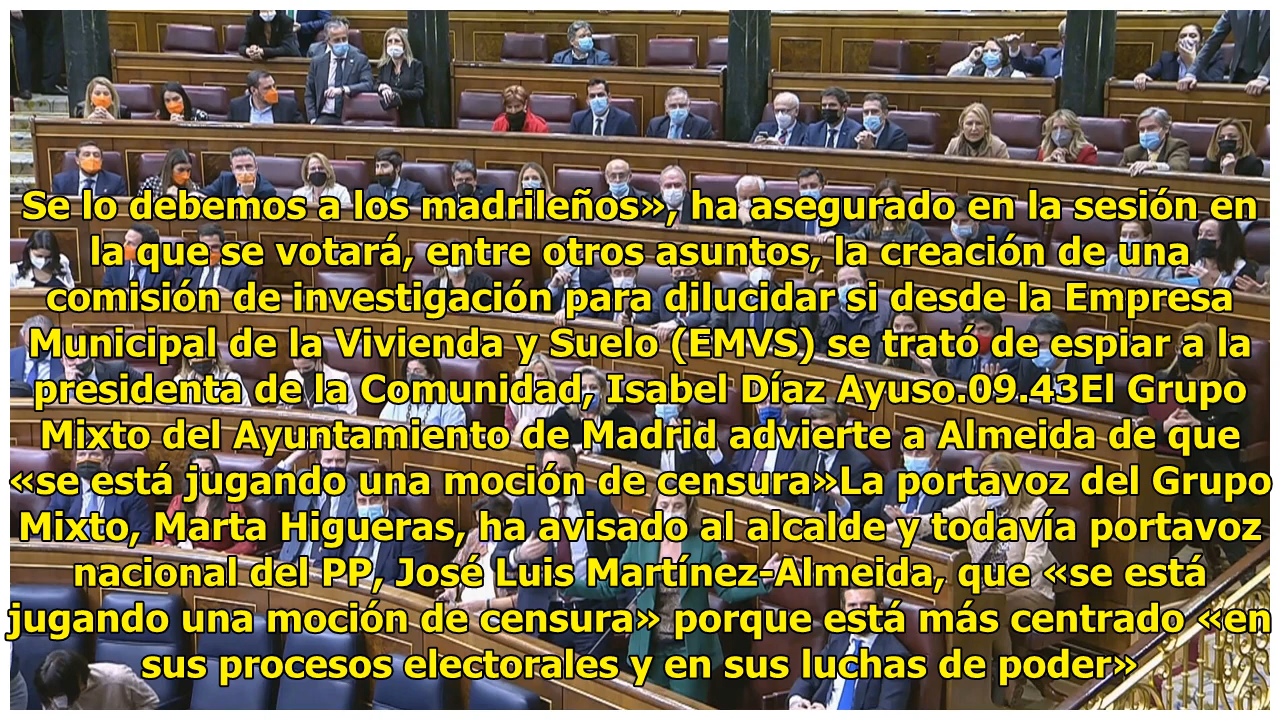 Se lo debemos a los madrileños», ha asegurado en la sesión en
la que se votará, entre otros asuntos, la creación de una
comisión de investigación para dilucidar si desde la Empresa
Municipal de la Vivienda y Suelo (EMVS) se trató de espiar a la
presidenta de la Comunidad, Isabel Díaz Ayuso.09.43El Grupo
Mixto del Ayuntamiento de Madrid advierte a Almeida de que
«se está jugando una moción de censura»La portavoz del Grupo
Mixto, Marta Higueras, ha avisado al alcalde y todavía portavoz
nacional del PP, José Luis Martínez-Almeida, que «se está
jugando una moción de censura» porque está más centrado «en
sus procesos electorales y en sus luchas de poder»